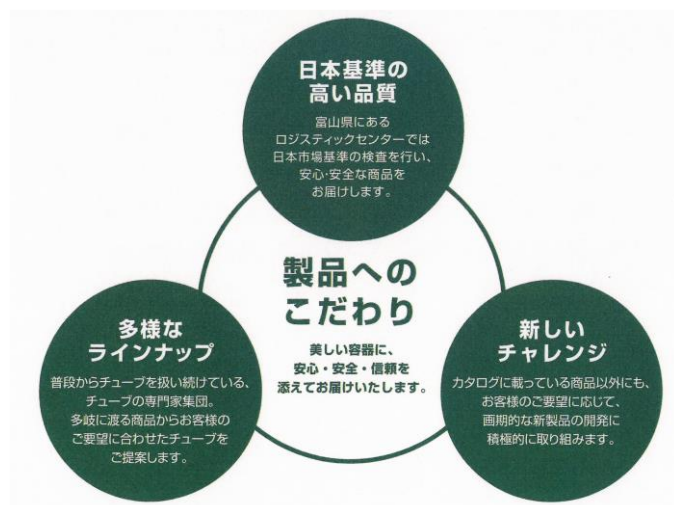 日本基準の
高い品質
富山県にある
ロジスティックセンターでは
日本市場基準の検査を行い、
安心・安全な商品を
お届けします。
製品への
こだわり
美しい容器に、
安心・安全・信頼を
添えてお届けいたします。
多様な
ラインナップ
普段からチューブを扱い続けている、
チューブの専門家集団。
多岐に渡る商品からお客様の
ご要望に合わせたチューブを
ご提案します。
新しい
チャレンジ
カタログに載っている商品以外にも、
お客様のご要望に応じて、
画期的な新製品の開発に
積極的に取り組みます。